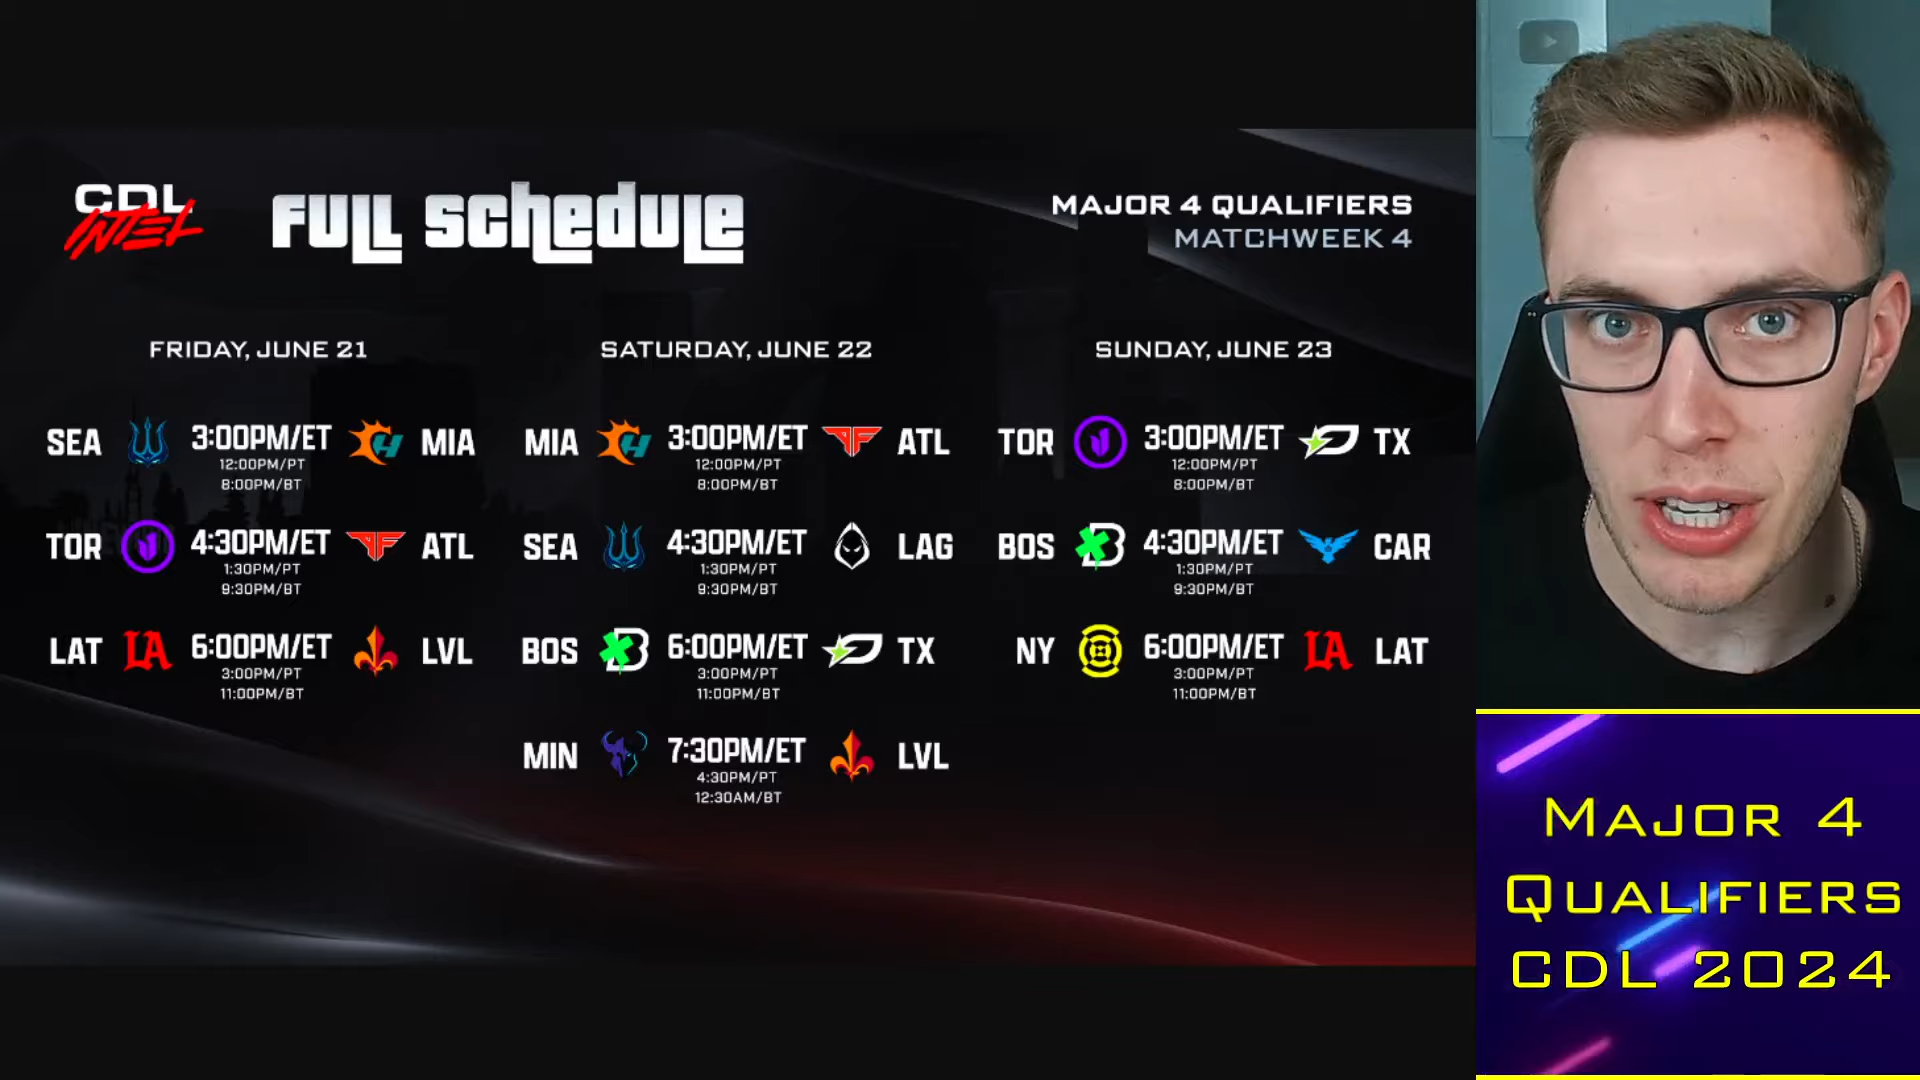 CDL
INTEL
FULL SCHEDULE
MAJOR 4 QUALIFIERS
MATCHWEEK 4
FRIDAY, JUNE 21
SEA 3:00PM/ET MIA
12:00PM/PT
8:00PM/BT
TOR 4:30PM/ET ATL
1:30PM/PT
9:30PM/BT
LAT LA 6:00PM/ET LVL
3:00PM/PT
11:00PM/BT
SATURDAY, JUNE 22
MIA 3:00PM/ET ATL
12:00PM/PT
8:00PM/BT
SEA 4:30PM/ET LAG
1:30PM/PT
9:30PM/BT
BOS B 6:00PM/ET TX
3:00PM/PT
11:00PM/BT
MIN 7:30PM/ET LVL
4:30PM/PT
12:30AM/BT
SUNDAY, JUNE 23
TOR 3:00PM/ET TX
12:00PM/PT
8:00PM/BT
BOS B 4:30PM/ET CAR
1:30PM/PT
9:30PM/BT
NY 6:00PM/ET LA LAT
3:00PM/PT
11:00PM/BT
MAJOR 4
QUALIFIERS
CDL 2024